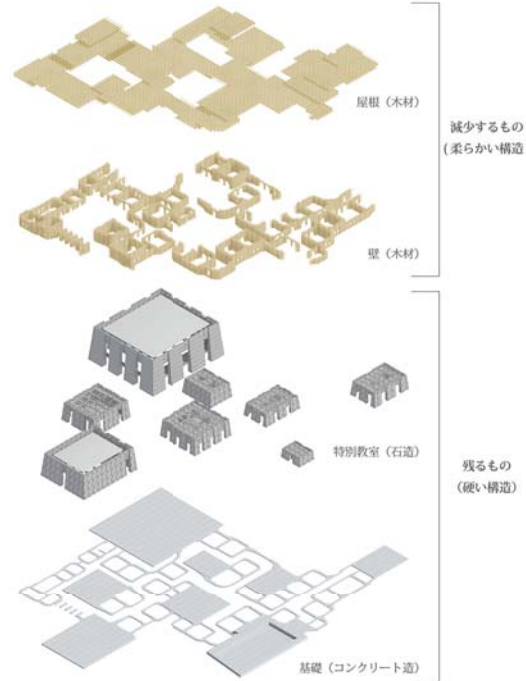 屋根（木材）
減少するもの
（柔らかい構造
壁（木材）
特別教室（石造）
残るもの
（硬い構造）
基礎（コンクリート造）